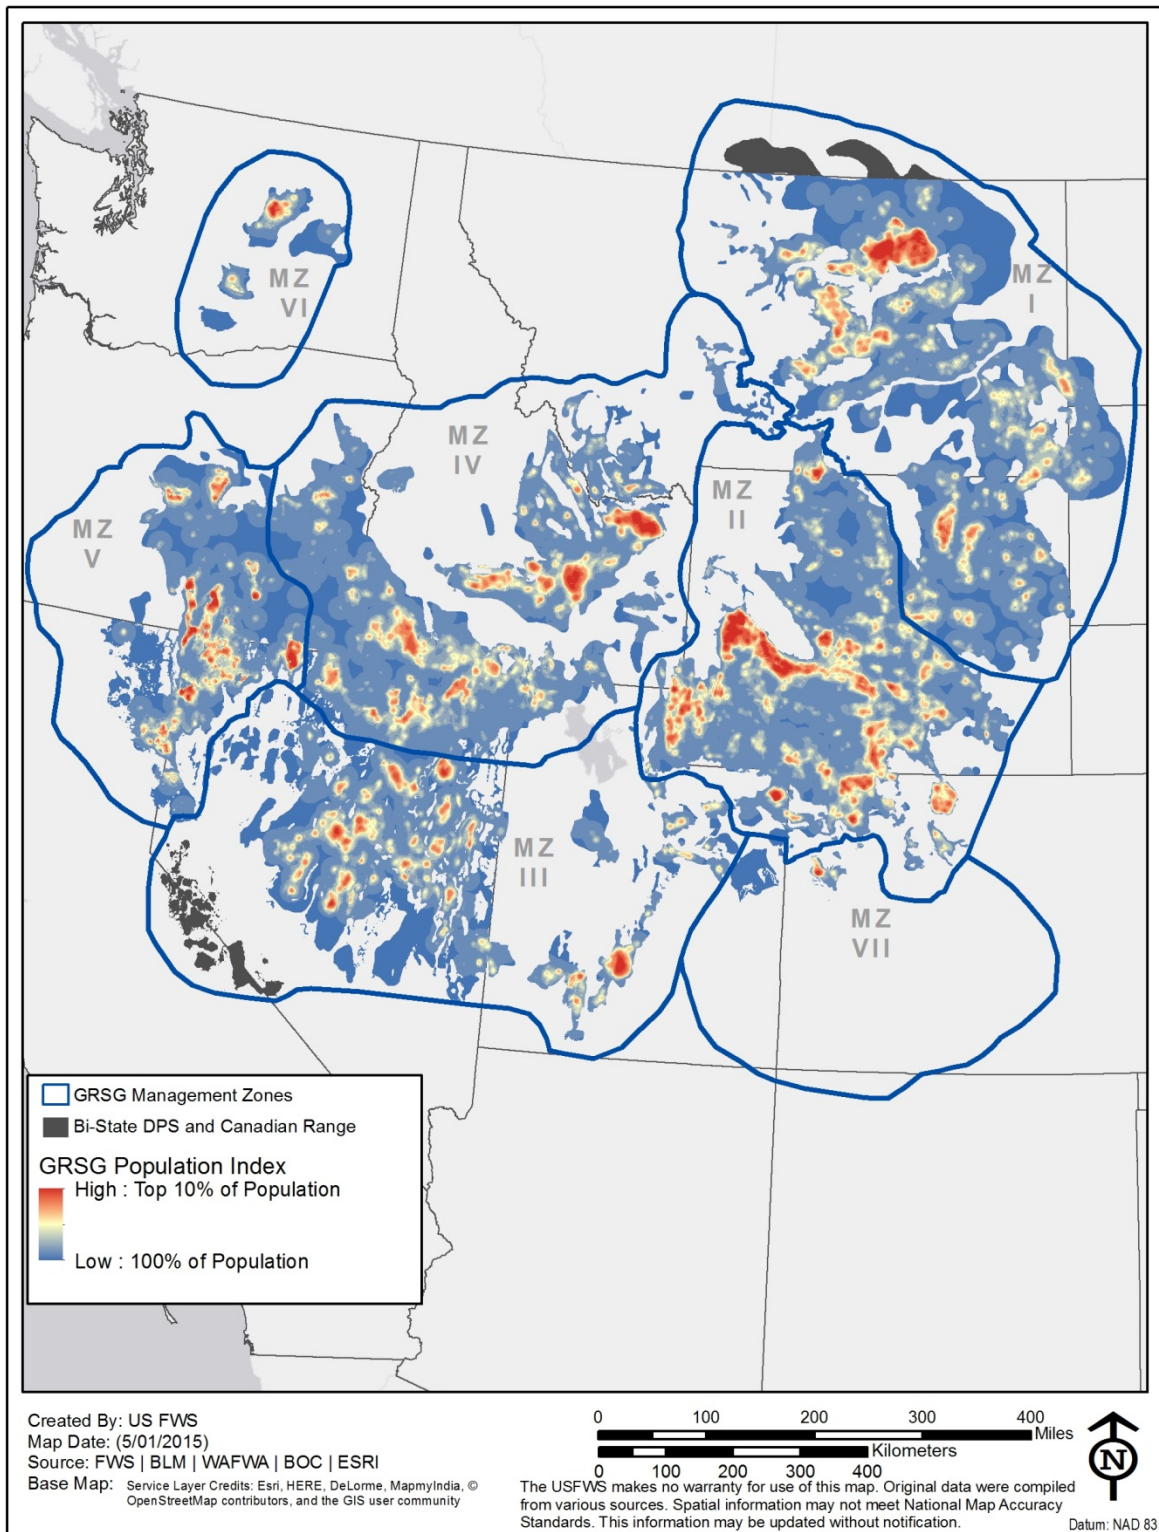 MZ
I
MZ
VI
MZ
IV
MZ
II
MZ
V
MZ
III
MZ
VII
GRSG Management Zones
Bi-State DPS and Canadian Range
GRSG Population Index
High : Top 10% of Population
Low : 100% of Population
Created By: US FWS
Map Date: (5/01/2015)
Source: FWS | BLM | WAFWA | BOC | ESRI
Base Map: Service Layer Credits: Esri, HERE, DeLorme, MapmyIndia, ©
OpenStreetMap contributors, and the GIS user community
0 100 200 300 400
Miles
Kilometers
0 100 200 300 400
The USFWS makes no warranty for use of this map. Original data were compiled
from various sources. Spatial information may not meet National Map Accuracy
Standards. This information may be updated without notification.
N
Datum: NAD 83